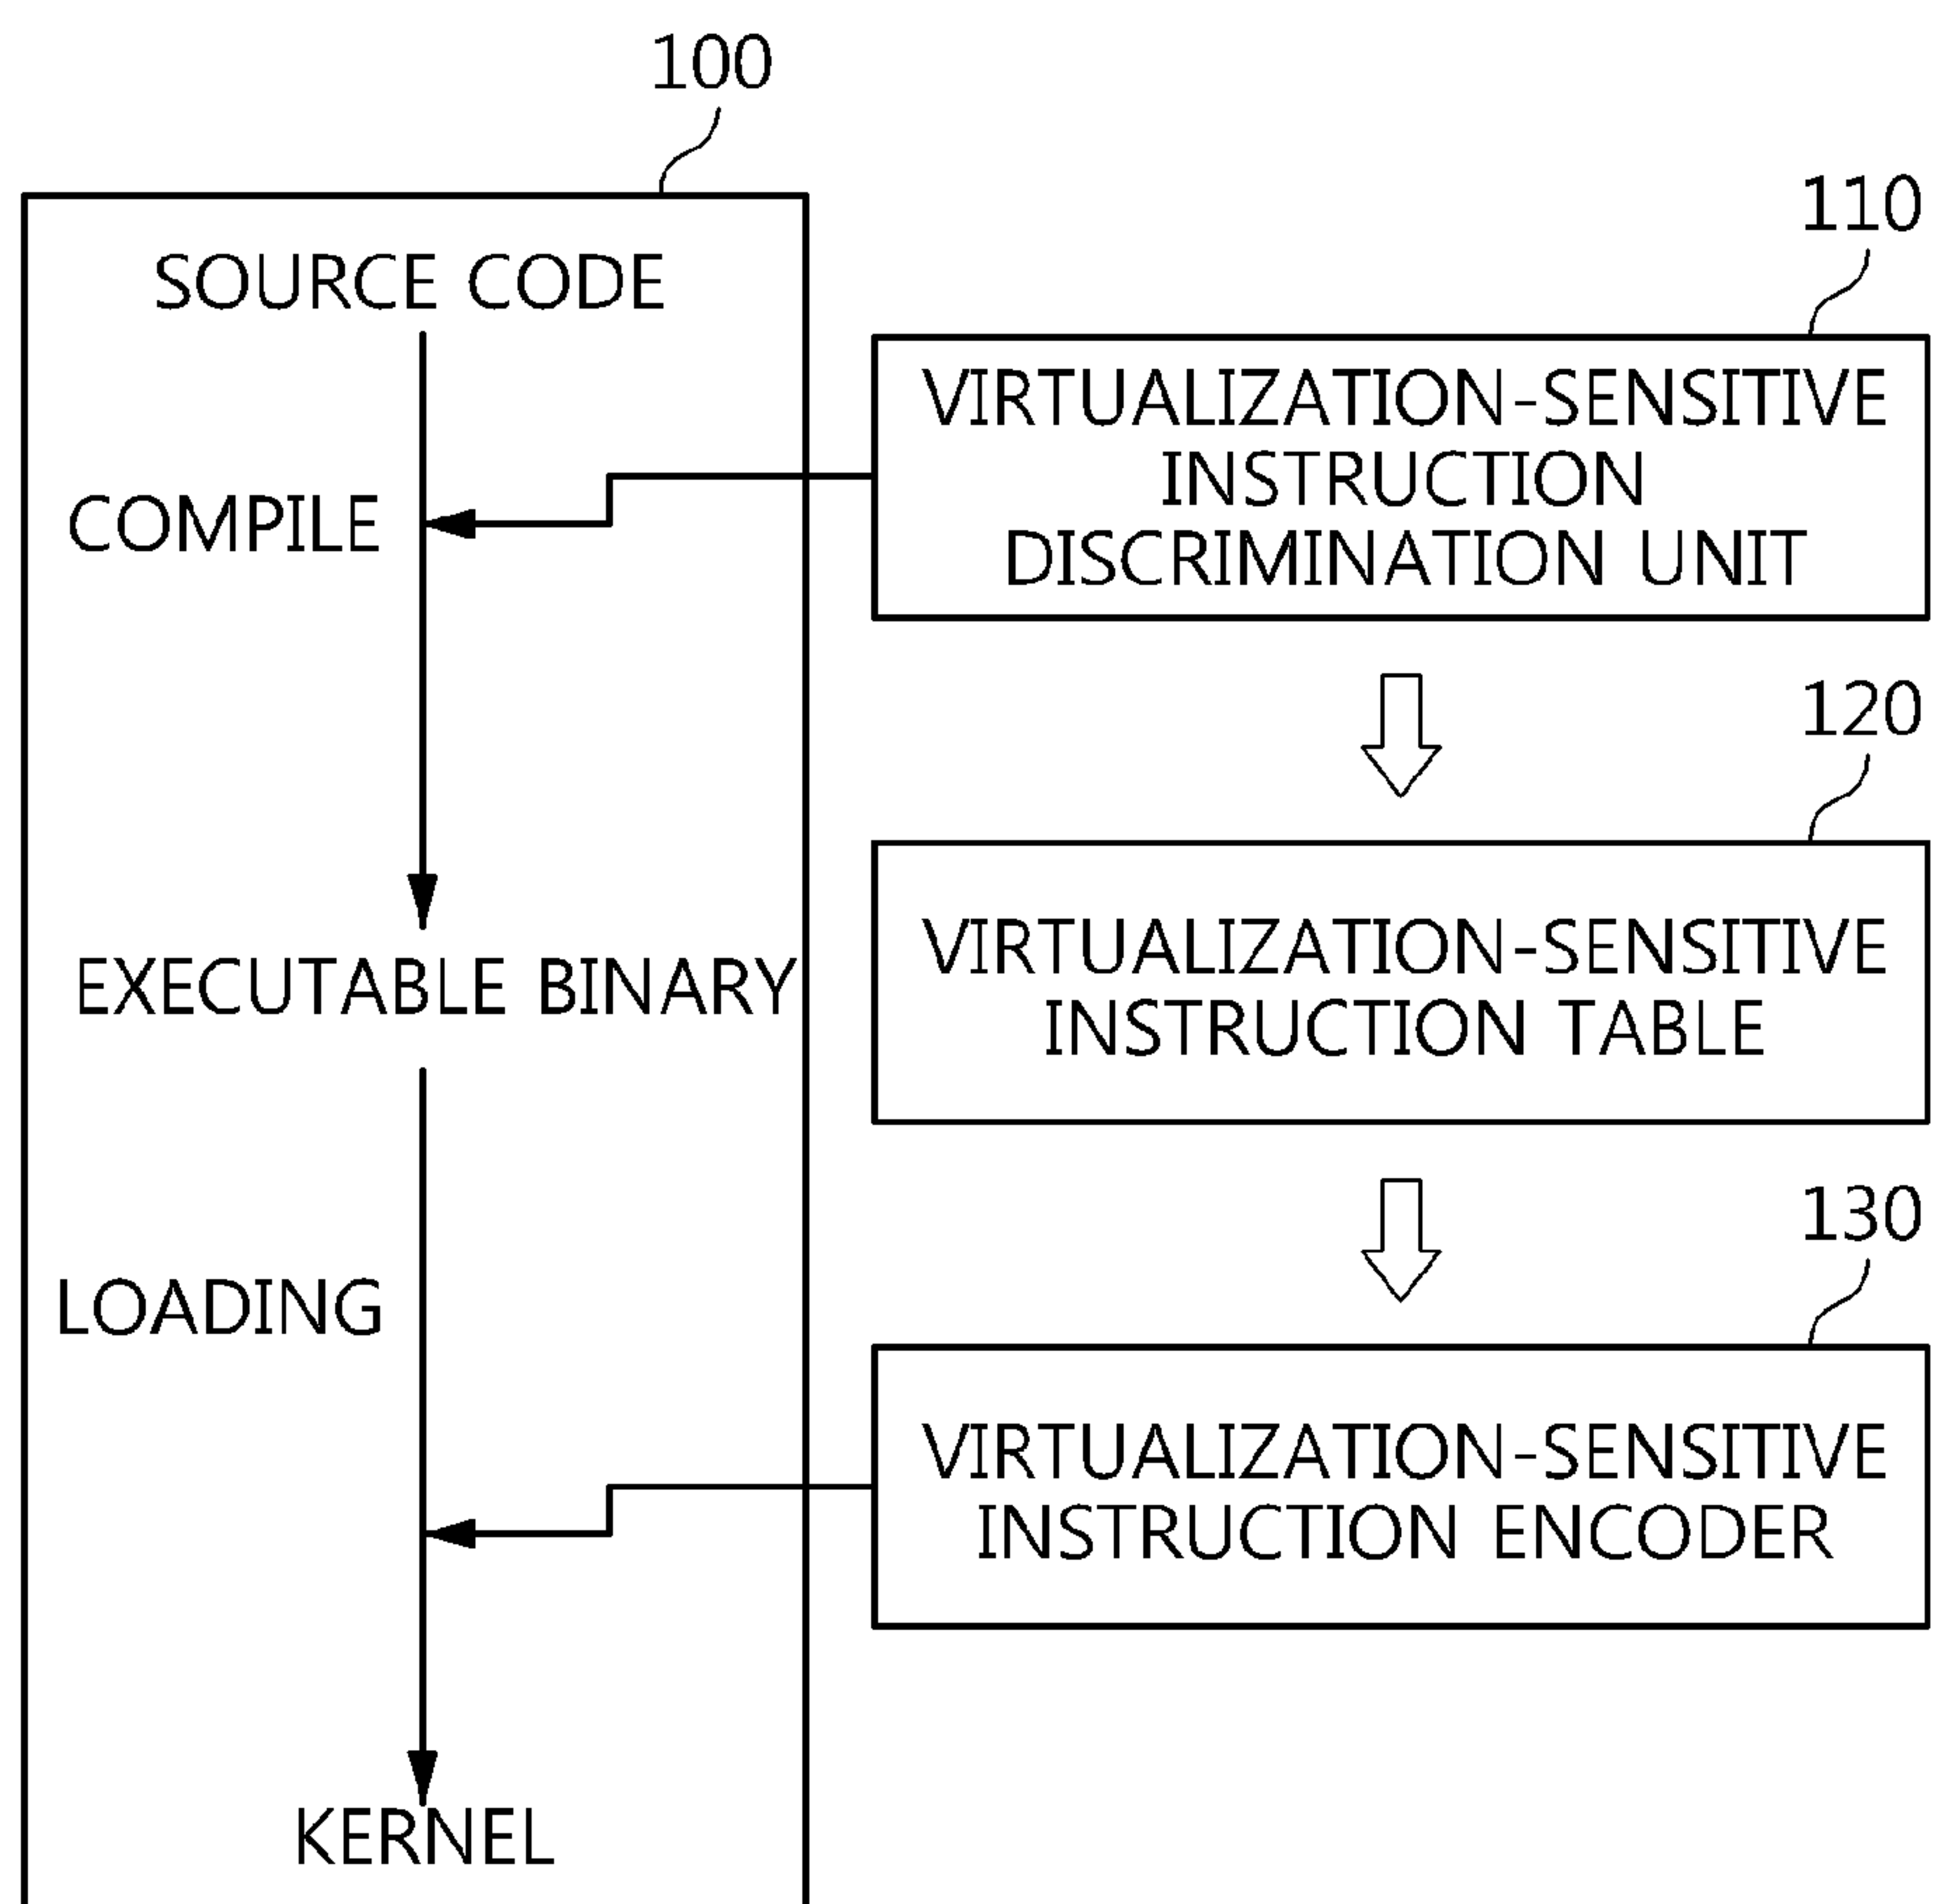 100
SOURCE CODE
COMPILE
EXECUTABLE BINARY
LOADING
KERNEL
110
VIRTUALIZATION-SENSITIVE
INSTRUCTION
DISCRIMINATION UNIT
120
VIRTUALIZATION-SENSITIVE
INSTRUCTION TABLE
130
VIRTUALIZATION-SENSITIVE
INSTRUCTION ENCODER